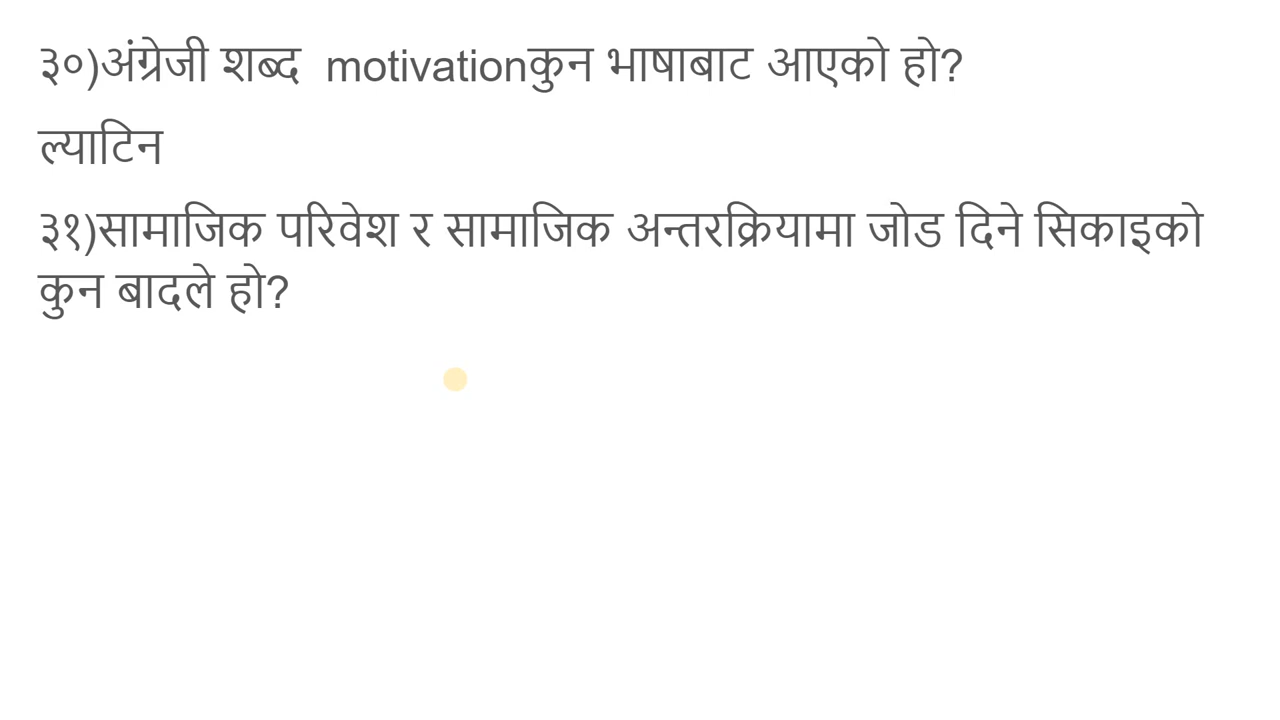 ३०)अंग्रेजी शब्द  motivationकुन भाषाबाट आएको हो?
ल्याटिन
३१)सामाजिक परिवेश र सामाजिक अन्तरक्रियामा जोड दिने सिकाइको
कुन बादले हो?